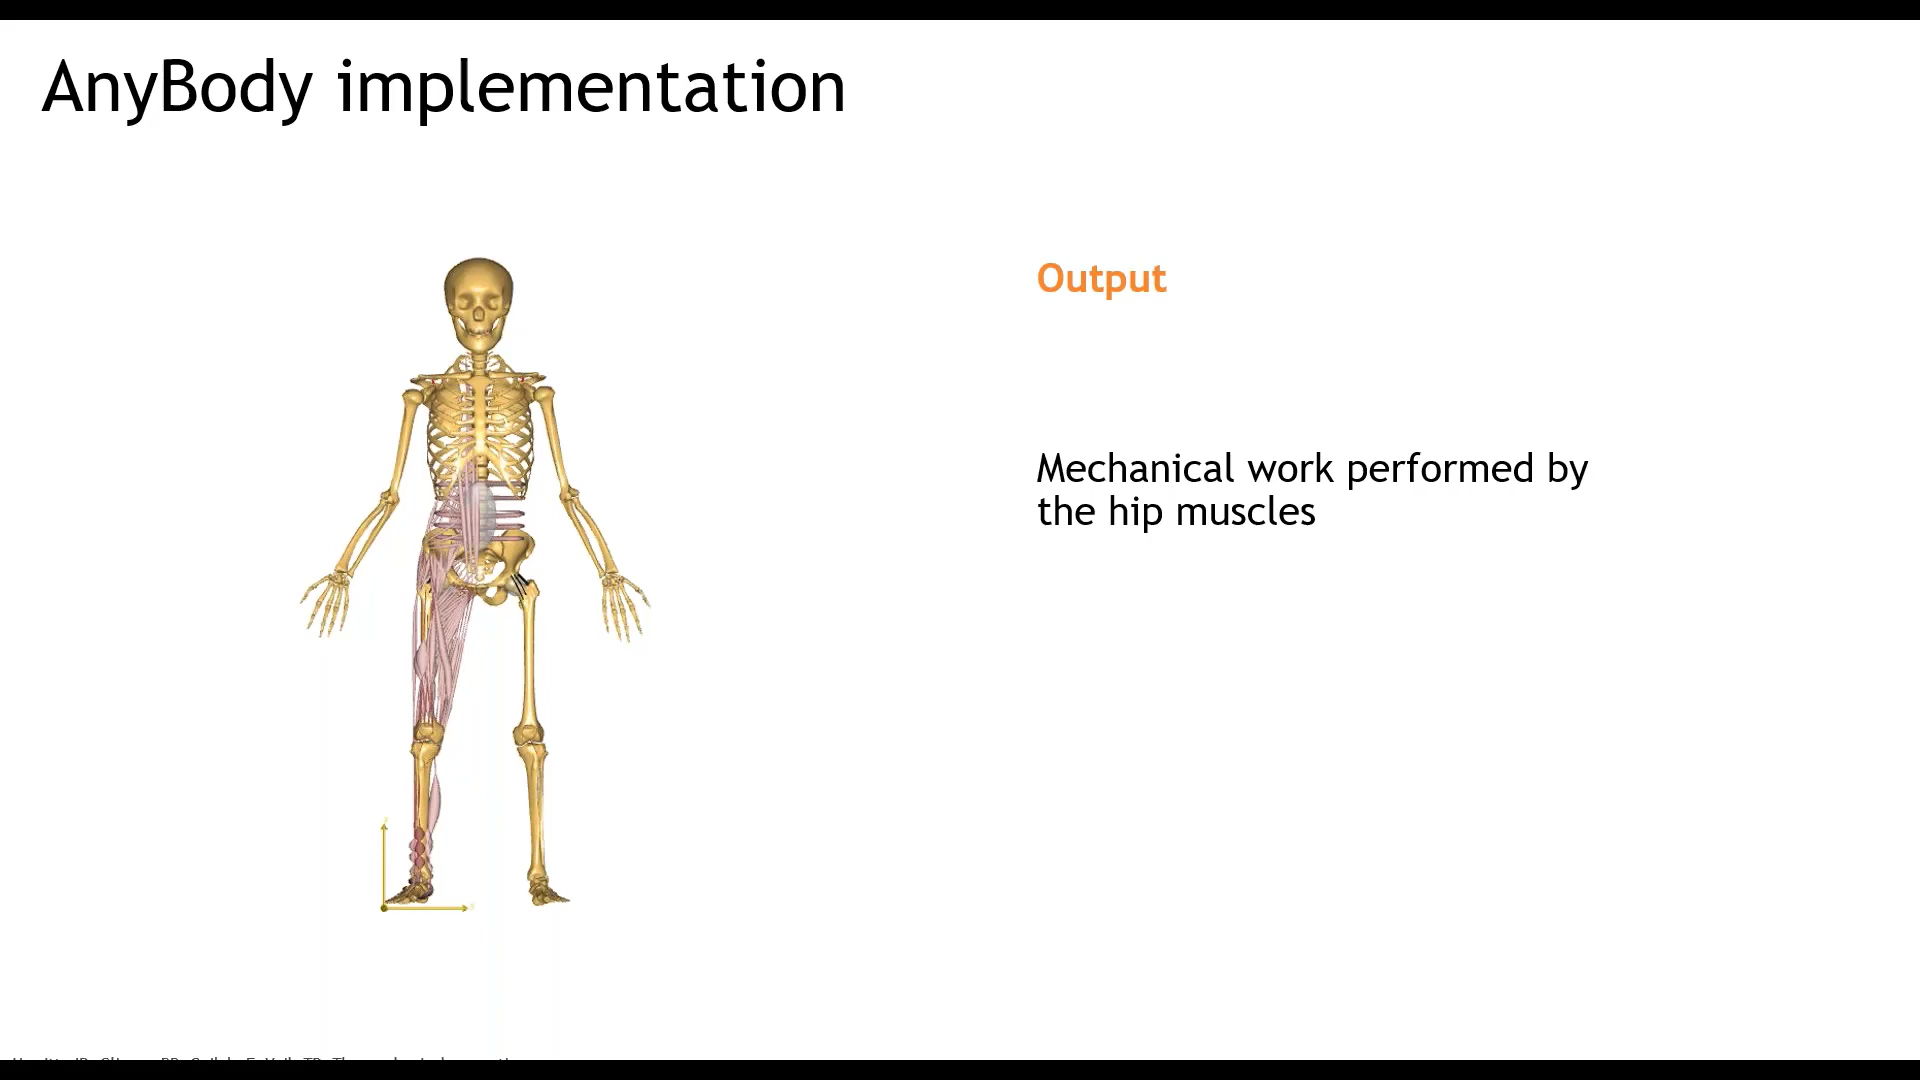 AnyBody implementation
Output
Mechanical work performed by
the hip muscles